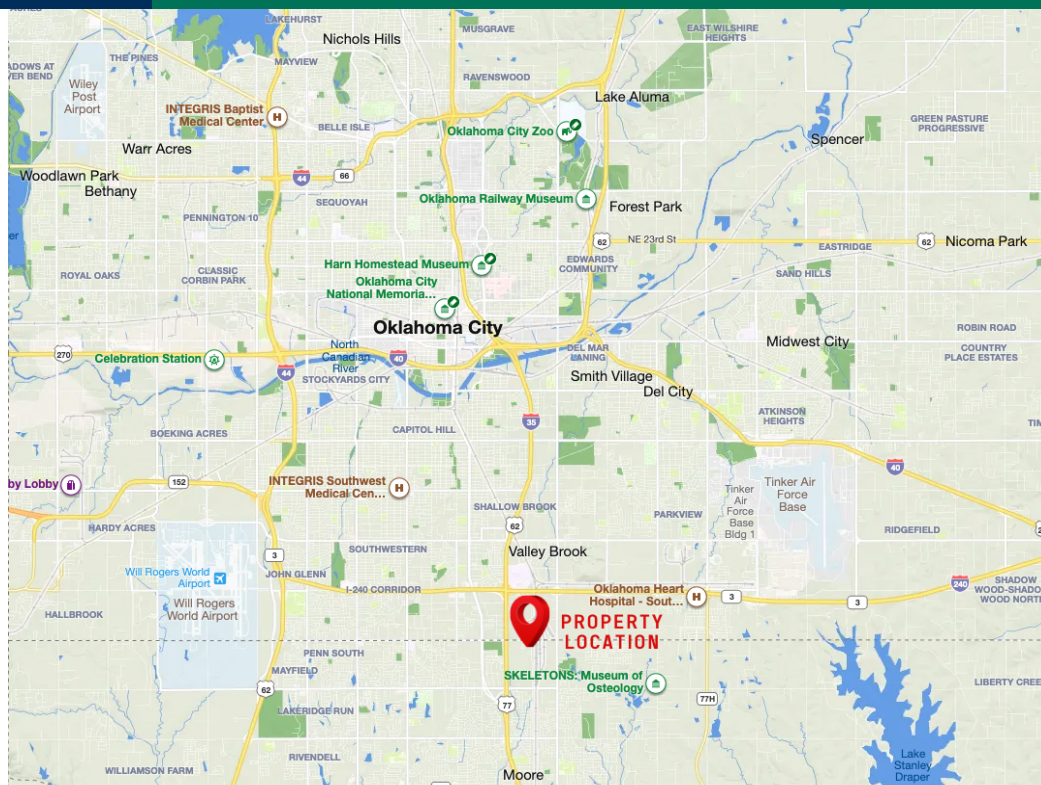 LAKEHURST
MUSGRAVE
EAST WILSHIRE
HEIGHTS
Nichols Hills
THE PINES
MAYVIEW
ADOWS AT
VER BEND
RAVENSWOOD
Wiley
Post
Airport
Lake Aluma
INTEGRIS Baptist
Medical Center
H
GREEN PASTURE
PROGRESSIVE
BELLE ISLE
Oklahoma City Zoo
Spencer
Warr Acres
Woodlawn Park
44
66
Bethany
SEQUOYAH
Oklahoma Railway Museum
Forest Park
PENNINGTON 10
62
NE 23rd St
EASTRIDGE
62
Nicoma Park
ROYAL OAKS
CLASSIC
CORBIN PARK
Harn Homestead Museum
EDWARDS
COMMUNITY
SAND HILLS
Oklahoma City
National Memoria...
Oklahoma City
ROBIN ROAD
Midwest City
COUNTRY
PLACE ESTATES
270
Celebration Station
North
Canadian
River
40
DEL MAR
LANING
44
STOCKYARDS CITY
Smith Village
Del City
35
ATKINSON
HEIGHTS
CAPITOL HILL
BOEKING ACRES
TIM
40
by Lobby
152
INTEGRIS Southwest
Medical Cen...
H
Tinker Air
Force
Base
Tinker
Air
Force
Base
Bldg 1
SHALLOW BROOK
PARKVIEW
HARDY ACRES
62
RIDGEFIELD
3
SOUTHWESTERN
Valley Brook
Will Rogers World
Airport
JOHN GLENN
I-240 CORRIDOR
Oklahoma Heart
Hospital - Sout...
H
3
3
240
SHADOW
WOOD-SHADO
WOOD NORT
HALLBROOK
Will Rogers
World Airport
PROPERTY
LOCATION
PENN SOUTH
MAYFIELD
SKELETONS: Museum of
Osteology
LIBERTY CREE
62
77
77H
LAKERIDGE RUN
RIVENDELL
WILLIAMSON FARM
Moore
Lake
Stanley
Draper